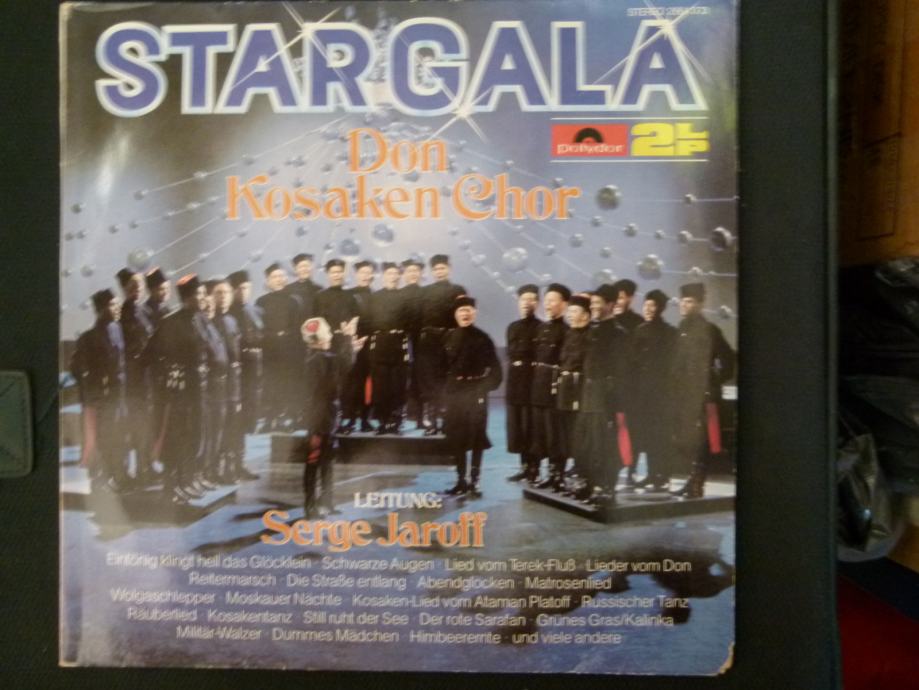 STEREO 2664 173
STARGALA
Don
Kosaken Chor
polydor 2LP
LEITUNG:
Serge Jaroff
Eintönig klingt hell das Glöcklein · Schwarze Augen · Lied vom Terek-Fluß · Lieder vom Don
Reitermarsch · Die Straße entlang · Abendglocken · Matrosenlied
Wolgaschlepper · Moskauer Nächte · Kosaken-Lied vom Ataman Platoff · Russischer Tanz
Räuberlied · Kosakentanz · Still ruht der See · Der rote Sarafan · Grünes Gras/Kalinka
Militär-Walzer · Dummes Mädchen · Himbeerernte · und viele andere